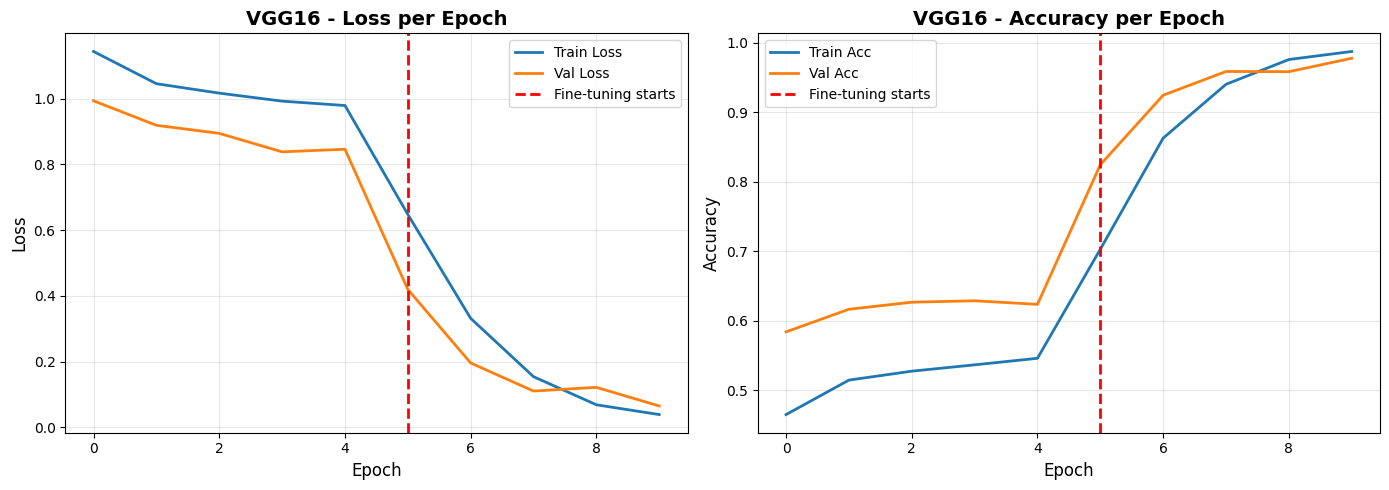 VGG16 - Loss per Epoch
Train Loss
Val Loss
Fine-tuning starts
Loss
1.0
0.8
0.6
0.4
0.2
0.0
0 2 4 6 8
Epoch
VGG16 - Accuracy per Epoch
Train Acc
Val Acc
Fine-tuning starts
Accuracy
1.0
0.9
0.8
0.7
0.6
0.5
0 2 4 6 8
Epoch